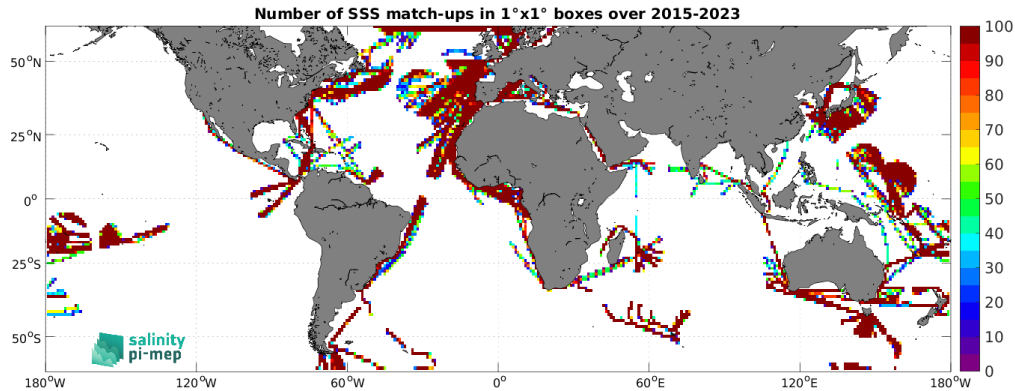 Number of SSS match-ups in 1°x1° boxes over 2015-2023
50°N
25°N
0°
25°S
50°S
180°W
120°W
60°W
0°
60°E
120°E
180°W
100
90
80
70
60
50
40
30
20
10
0
salinity
pi-mep